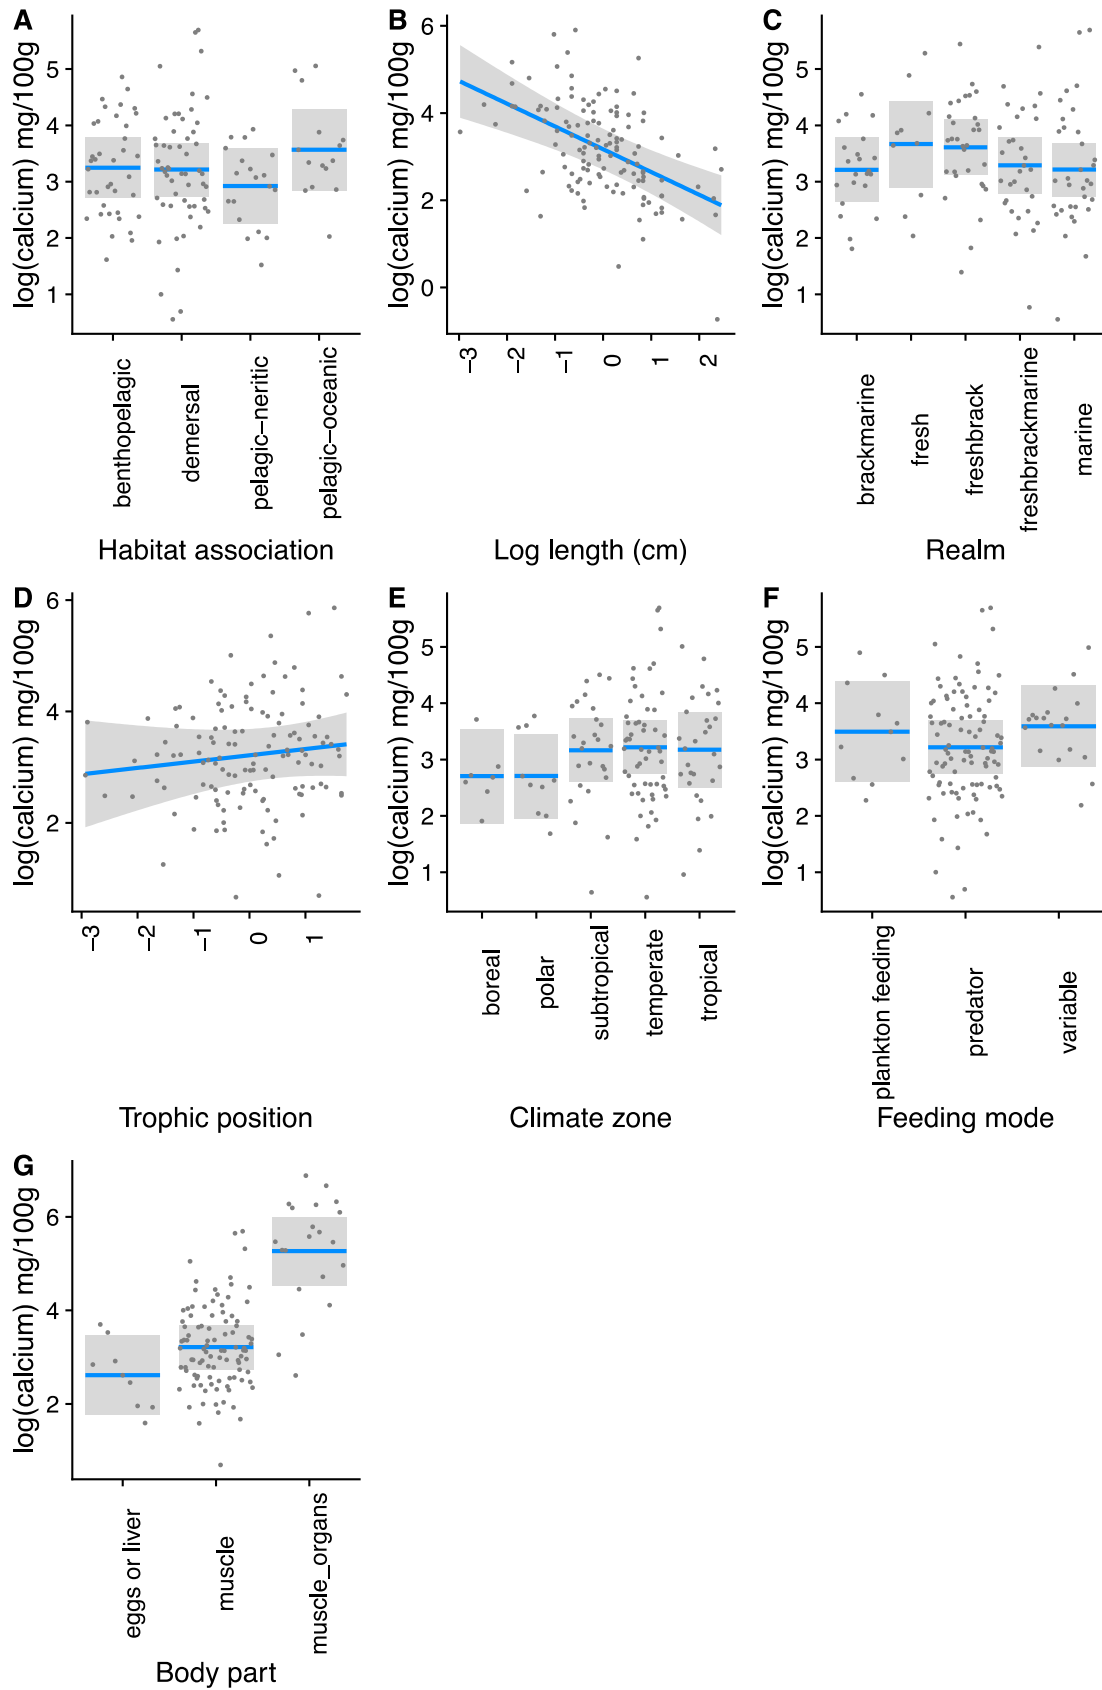 A
log(calcium) mg/100g
5
4
3
2
1
benthopelagic
demersal
pelagic−neritic
pelagic−oceanic
Habitat association
B
log(calcium) mg/100g
6
4
2
0
−3
−2
−1
0
1
2
Log length (cm)
C
log(calcium) mg/100g
5
4
3
2
1
brackmarine
fresh
freshbrack
freshbrackmarine
marine
Realm
D
log(calcium) mg/100g
6
4
2
−3
−2
−1
0
1
Trophic position
E
log(calcium) mg/100g
5
4
3
2
1
boreal
polar
subtropical
temperate
tropical
Climate zone
F
log(calcium) mg/100g
5
4
3
2
1
plankton feeding
predator
variable
Feeding mode
G
log(calcium) mg/100g
6
4
2
eggs or liver
muscle
muscle_organs
Body part